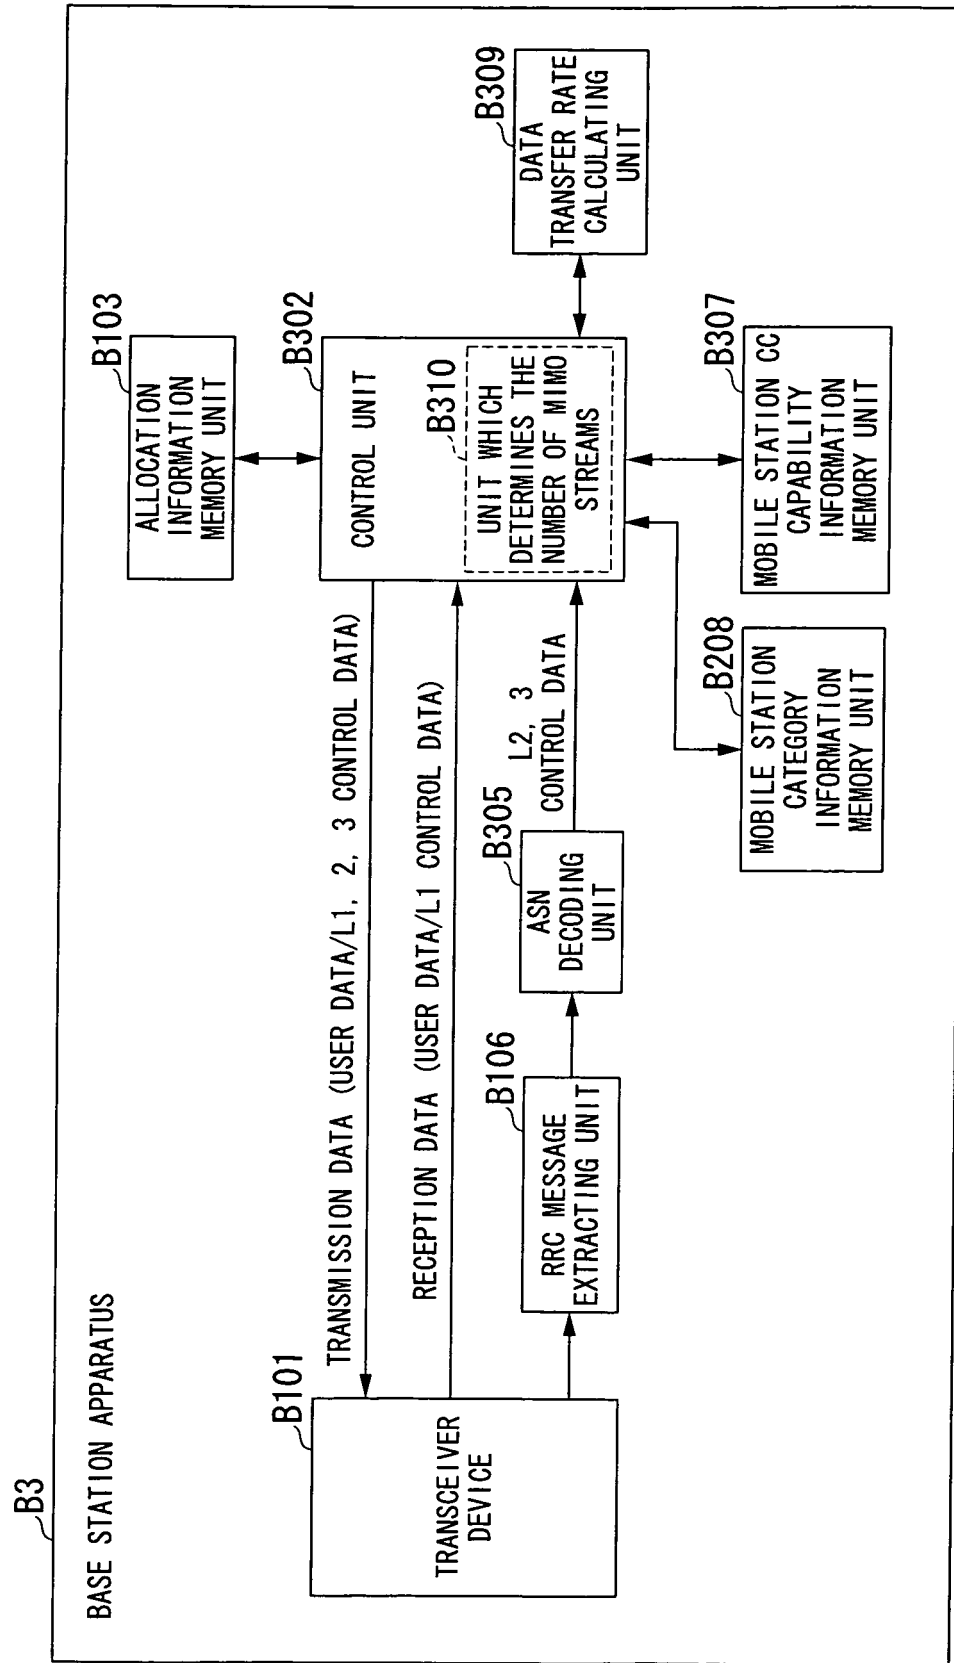 B3
BASE STATION APPARATUS
B101
TRANSCEIVER
DEVICE
TRANSMISSION DATA (USER DATA/L1, 2, 3 CONTROL DATA)
RECEPTION DATA (USER DATA/L1 CONTROL DATA)
B106
RRC MESSAGE
EXTRACTING UNIT
B305
ASN
DECODING
UNIT
L2, 3
CONTROL DATA
B103
ALLOCATION
INFORMATION
MEMORY UNIT
B302
CONTROL UNIT
B310
UNIT WHICH
DETERMINES THE
NUMBER OF MIMO
STREAMS
B309
DATA
TRANSFER RATE
CALCULATING
UNIT
B208
MOBILE STATION
CATEGORY
INFORMATION
MEMORY UNIT
B307
MOBILE STATION CC
CAPABILITY
INFORMATION
MEMORY UNIT